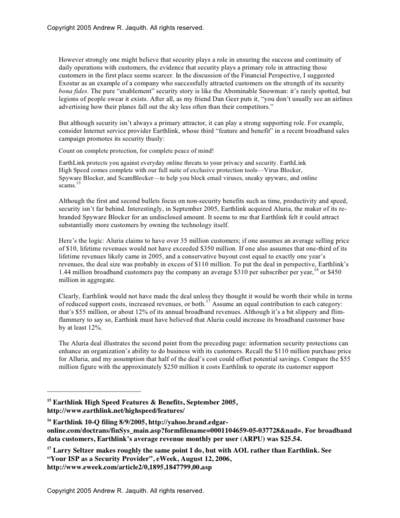 Copyright 2005 Andrew R. Jaquith. All rights reserved.
However strongly one might believe that security plays a role in ensuring the success and continuity of
daily operations with customers, the evidence that security plays a primary role in attracting those
customers in the first place seems scarcer. In the discussion of the Financial Perspective, I suggested
Exostar as an example of a company who successfully attracted customers on the strength of its security
bona fides. The pure “enablement” security story is like the Abominable Snowman: it’s rarely spotted, but
legions of people swear it exists. After all, as my friend Dan Geer puts it, “you don’t usually see an airlines
advertising how their planes fall out the sky less often than their competitors.”
But although security isn’t always a primary attractor, it can play a strong supporting role. For example,
consider Internet service provider Earthlink, whose third “feature and benefit” in a recent broadband sales
campaign promotes its security thusly:
Count on complete protection, for complete peace of mind!
EarthLink protects you against everyday online threats to your privacy and security. EarthLink
High Speed comes complete with our full suite of exclusive protection tools—Virus Blocker,
Spyware Blocker, and ScamBlocker—to help you block email viruses, sneaky spyware, and online
scams.15
Although the first and second bullets focus on non-security benefits such as time, productivity and speed,
security isn’t far behind. Interestingly, in September 2005, Earthlink acquired Aluria, the maker of its re-
branded Spyware Blocker for an undisclosed amount. It seems to me that Earthlink felt it could attract
substantially more customers by owning the technology itself.
Here’s the logic: Aluria claims to have over 35 million customers; if one assumes an average selling price
of $10, lifetime revenues would not have exceeded $350 million. If one also assumes that one-third of its
lifetime revenues likely came in 2005, and a conservative buyout cost equal to exactly one year’s
revenues, the deal size was probably in excess of $110 million. To put the deal in perspective, Earthlink’s
1.44 million broadband customers pay the company an average $310 per subscriber per year,16 or $450
million in aggregate.
Clearly, Earthlink would not have made the deal unless they thought it would be worth their while in terms
of reduced support costs, increased revenues, or both.17 Assume an equal contribution to each category:
that’s $55 million, or about 12% of its annual broadband revenues. Although it’s a bit slippery and flim-
flammery to say so, Earthink must have believed that Aluria could increase its broadband customer base
by at least 12%.
The Aluria deal illustrates the second point from the preceding page: information security protections can
enhance an organization’s ability to do business with its customers. Recall the $110 million purchase price
for Aluria, and my assumption that half of the deal’s cost could offset potential savings. Compare the $55
million figure with the approximately $250 million it costs Earthlink to operate its customer support
15 Earthlink High Speed Features & Benefits, September 2005,
http://www.earthlink.net/highspeed/features/
16 Earthlink 10-Q filing 8/9/2005, http://yahoo.brand.edgar-
online.com/doctrans/finSys_main.asp?formfilename=0001104659-05-037728&nad=. For broadband
data customers, Earthlink’s average revenue monthly per user (ARPU) was $25.54.
17 Larry Seltzer makes roughly the same point I do, but with AOL rather than Earthlink. See
“Your ISP as a Security Provider”, eWeek, August 12, 2006,
http://www.eweek.com/article2/0,1895,1847799,00.asp
Copyright 2005 Andrew R. Jaquith. All rights reserved.